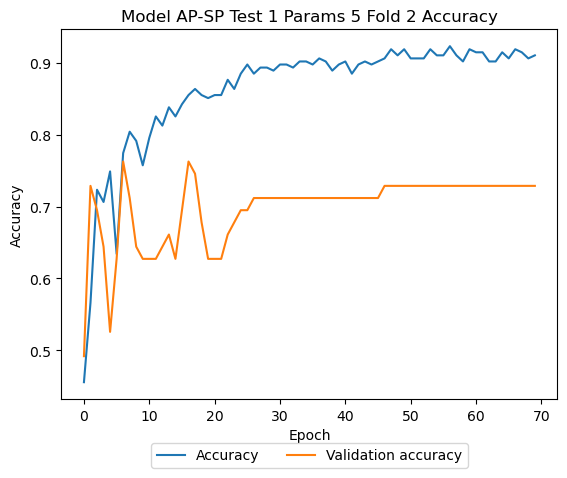 Model AP-SP Test 1 Params 5 Fold 2 Accuracy
0.9
0.8
0.7
0.6
0.5
Accuracy
0 10 20 30 40 50 60 70
Epoch
Accuracy Validation accuracy